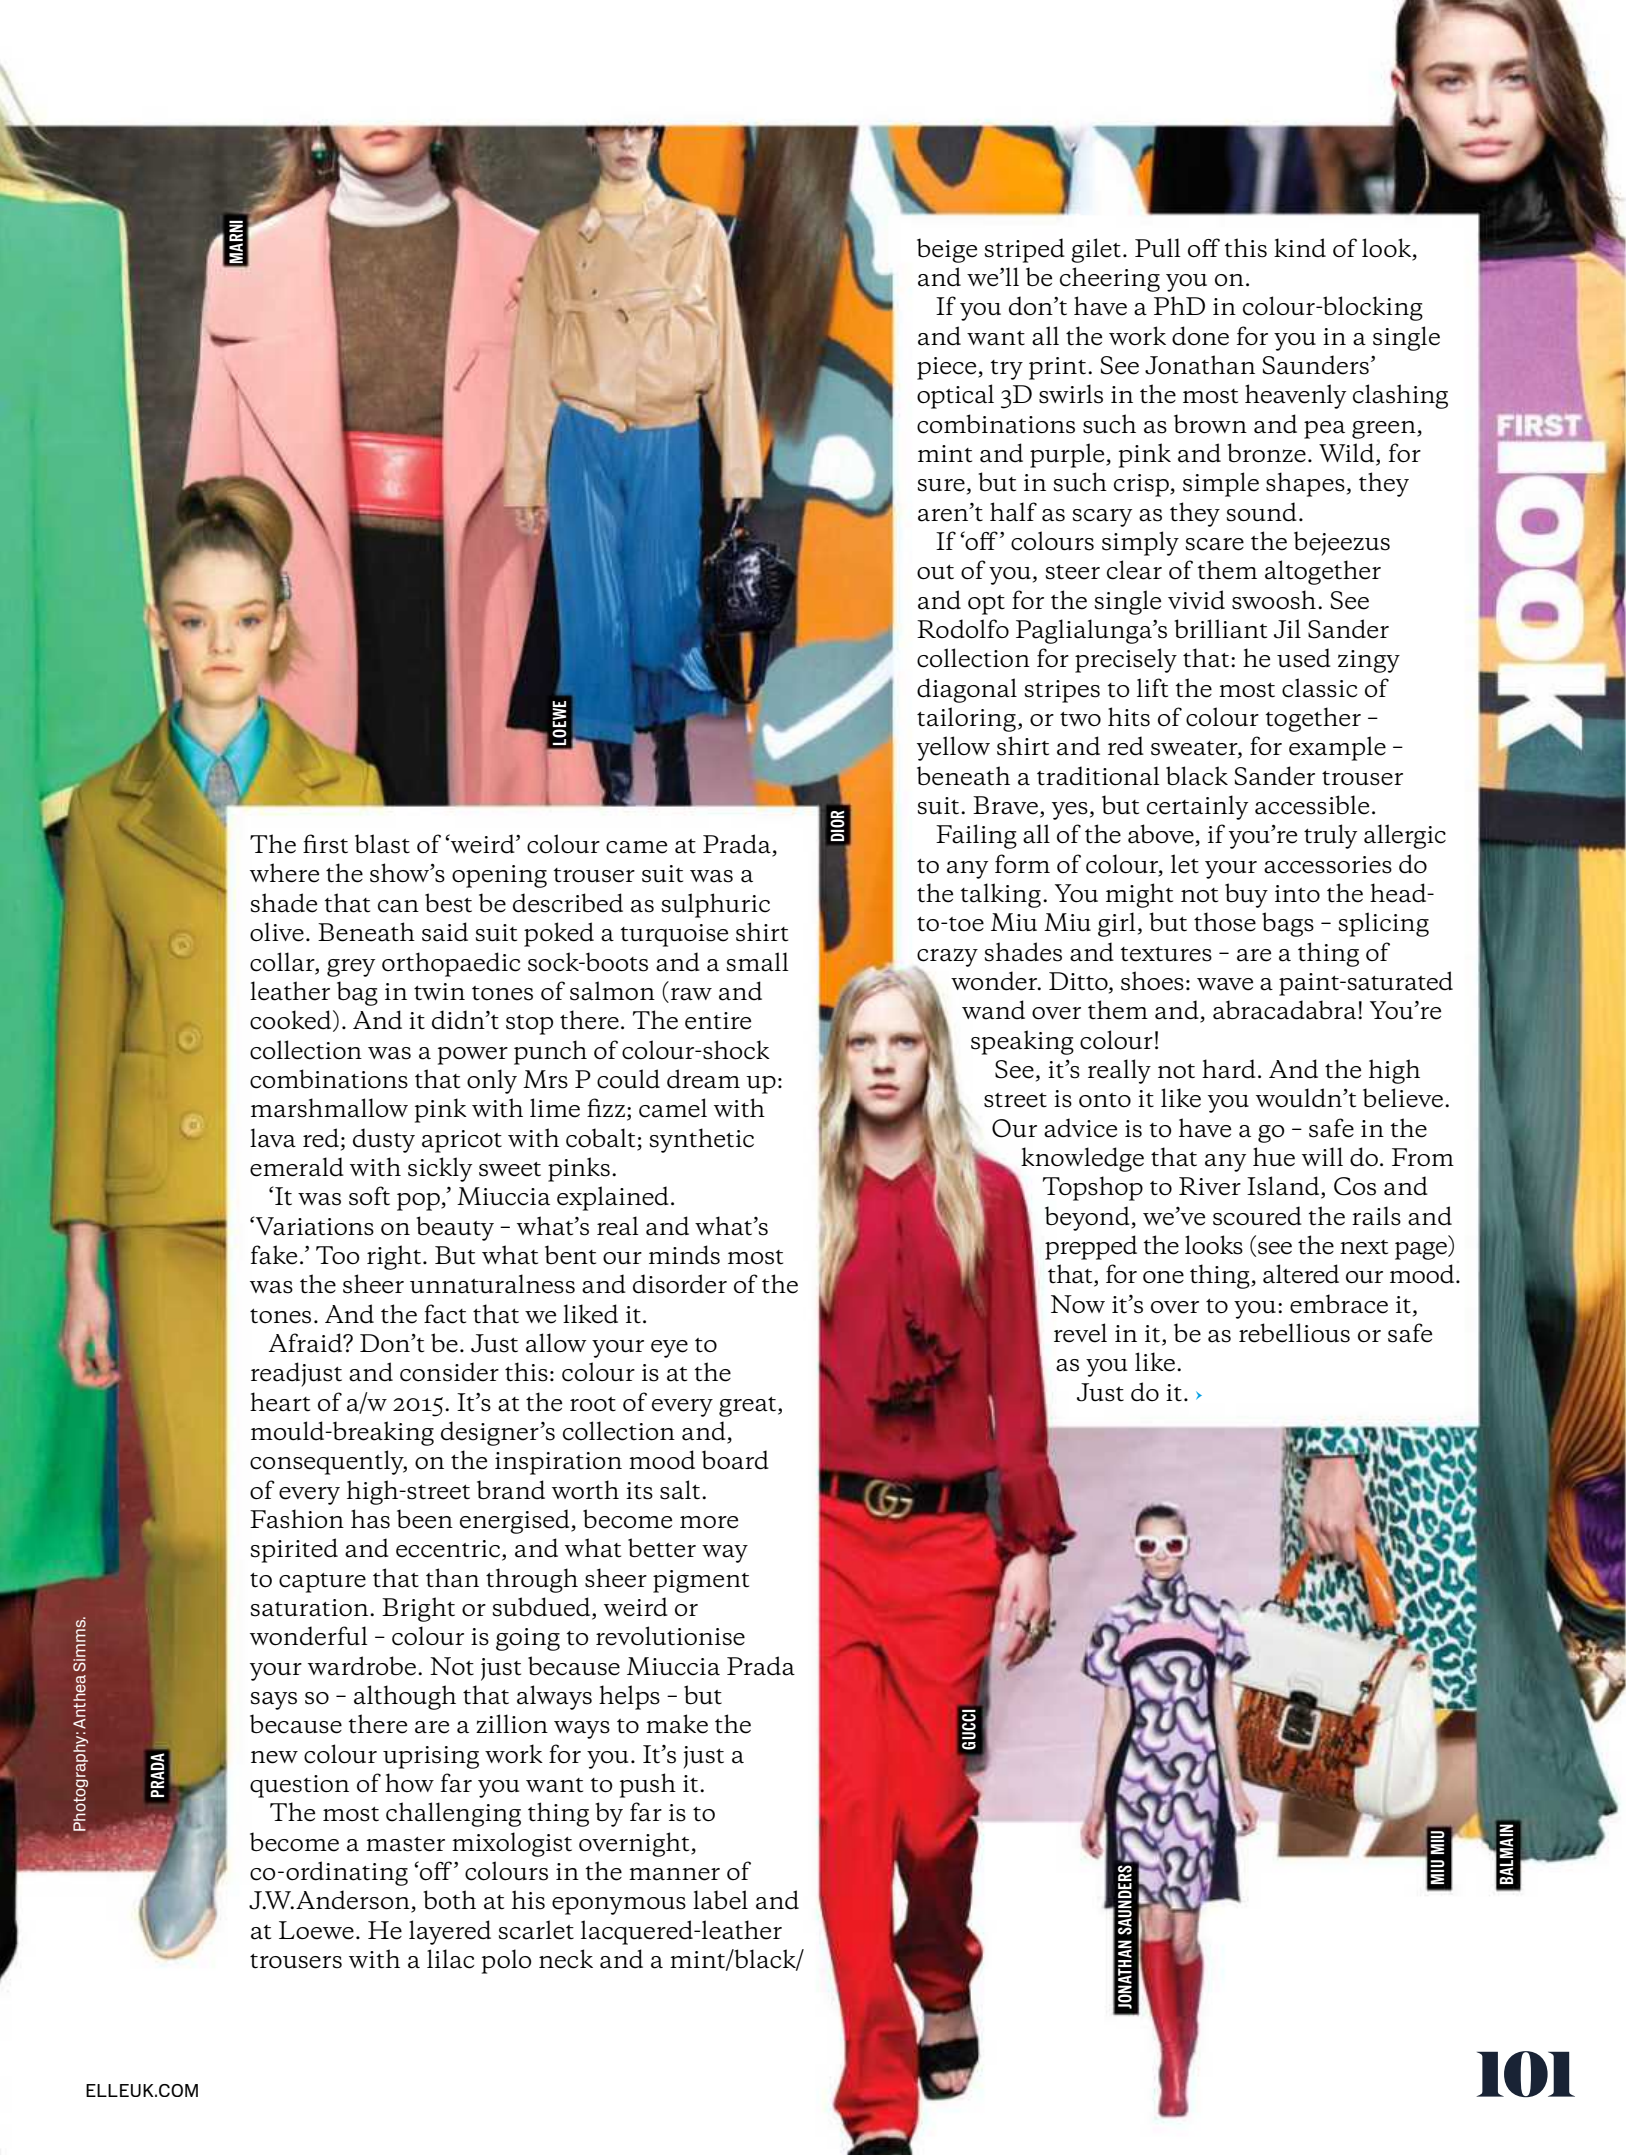 MARNI
LOEWE
DIOR
The first blast of ‘weird’ colour came at Prada,
where the show’s opening trouser suit was a
shade that can best be described as sulphuric
olive. Beneath said suit poked a turquoise shirt
collar, grey orthopaedic sock-boots and a small
leather bag in twin tones of salmon (raw and
cooked). And it didn’t stop there. The entire
collection was a power punch of colour-shock
combinations that only Mrs P could dream up:
marshmallow pink with lime fizz; camel with
lava red; dusty apricot with cobalt; synthetic
emerald with sickly sweet pinks.
‘It was soft pop,’ Miuccia explained.
‘Variations on beauty – what’s real and what’s
fake.’ Too right. But what bent our minds most
was the sheer unnaturalness and disorder of the
tones. And the fact that we liked it.
Afraid? Don’t be. Just allow your eye to
readjust and consider this: colour is at the
heart of a/w 2015. It’s at the root of every great,
mould-breaking designer’s collection and,
consequently, on the inspiration mood board
of every high-street brand worth its salt.
Fashion has been energised, become more
spirited and eccentric, and what better way
to capture that than through sheer pigment
saturation. Bright or subdued, weird or
wonderful – colour is going to revolutionise
your wardrobe. Not just because Miuccia Prada
says so – although that always helps – but
because there are a zillion ways to make the
new colour uprising work for you. It’s just a
question of how far you want to push it.
The most challenging thing by far is to
become a master mixologist overnight,
co-ordinating ‘off’ colours in the manner of
J.W.Anderson, both at his eponymous label and
at Loewe. He layered scarlet lacquered-leather
trousers with a lilac polo neck and a mint/black/
beige striped gilet. Pull off this kind of look,
and we’ll be cheering you on.
If you don’t have a PhD in colour-blocking
and want all the work done for you in a single
piece, try print. See Jonathan Saunders’
optical 3D swirls in the most heavenly clashing
combinations such as brown and pea green,
mint and purple, pink and bronze. Wild, for
sure, but in such crisp, simple shapes, they
aren’t half as scary as they sound.
If ‘off’ colours simply scare the bejeezus
out of you, steer clear of them altogether
and opt for the single vivid swoosh. See
Rodolfo Paglialunga’s brilliant Jil Sander
collection for precisely that: he used zingy
diagonal stripes to lift the most classic of
tailoring, or two hits of colour together –
yellow shirt and red sweater, for example –
beneath a traditional black Sander trouser
suit. Brave, yes, but certainly accessible.
Failing all of the above, if you’re truly allergic
to any form of colour, let your accessories do
the talking. You might not buy into the head-
to-toe Miu Miu girl, but those bags – splicing
crazy shades and textures – are a thing of
wonder. Ditto, shoes: wave a paint-saturated
wand over them and, abracadabra! You’re
speaking colour!
See, it’s really not hard. And the high
street is onto it like you wouldn’t believe.
Our advice is to have a go – safe in the
knowledge that any hue will do. From
Topshop to River Island, Cos and
beyond, we’ve scoured the rails and
prepped the looks (see the next page)
that, for one thing, altered our mood.
Now it’s over to you: embrace it,
revel in it, be as rebellious or safe
as you like.
Just do it. ›
FIRST
look
Photography: Anthea Simms.
PRADA
GUCCI
JONATHAN SAUNDERS
MIU MIU
BALMAIN
ELLEUK.COM
101